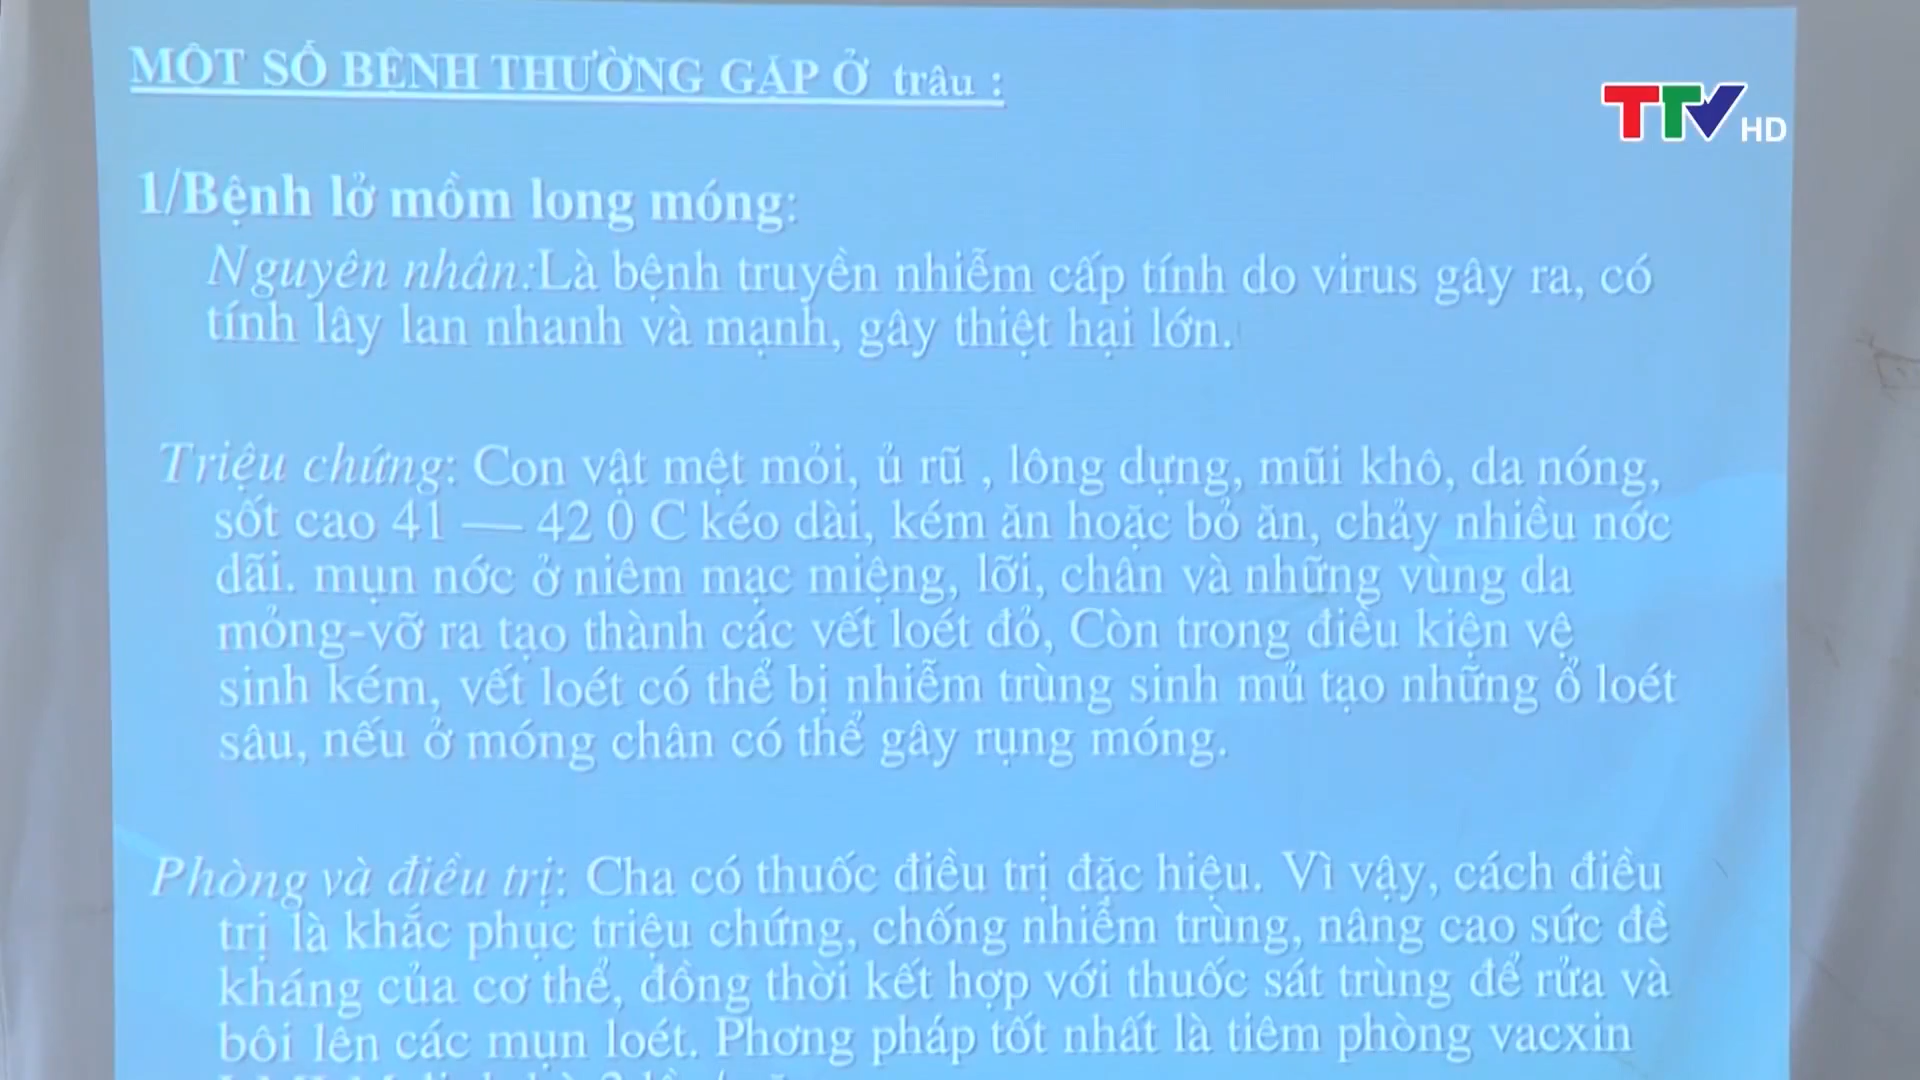 MỘT SỐ BỆNH THƯỜNG GẶP Ở trâu :
TTV HD
1/Bệnh lở mồm long móng:
Nguyên nhân:Là bệnh truyền nhiễm cấp tính do virus gây ra, có
tính lây lan nhanh và mạnh, gây thiệt hại lớn.
Triệu chứng: Con vật mệt mỏi, ủ rũ , lông dựng, mũi khô, da nóng,
sốt cao 41 — 42 0 C kéo dài, kém ăn hoặc bỏ ăn, chảy nhiều nớc
dãi. mụn nớc ở niêm mạc miệng, lỡi, chân và những vùng da
mỏng-vỡ ra tạo thành các vết loét đỏ, Còn trong điều kiện vệ
sinh kém, vết loét có thể bị nhiễm trùng sinh mủ tạo những ổ loét
sâu, nếu ở móng chân có thể gây rụng móng.
Phòng và điều trị: Cha có thuốc điều trị đặc hiệu. Vì vậy, cách điều
trị là khắc phục triệu chứng, chống nhiễm trùng, nâng cao sức đề
kháng của cơ thể, đồng thời kết hợp với thuốc sát trùng để rửa và
bôi lên các mụn loét. Phơng pháp tốt nhất là tiêm phòng vacxin